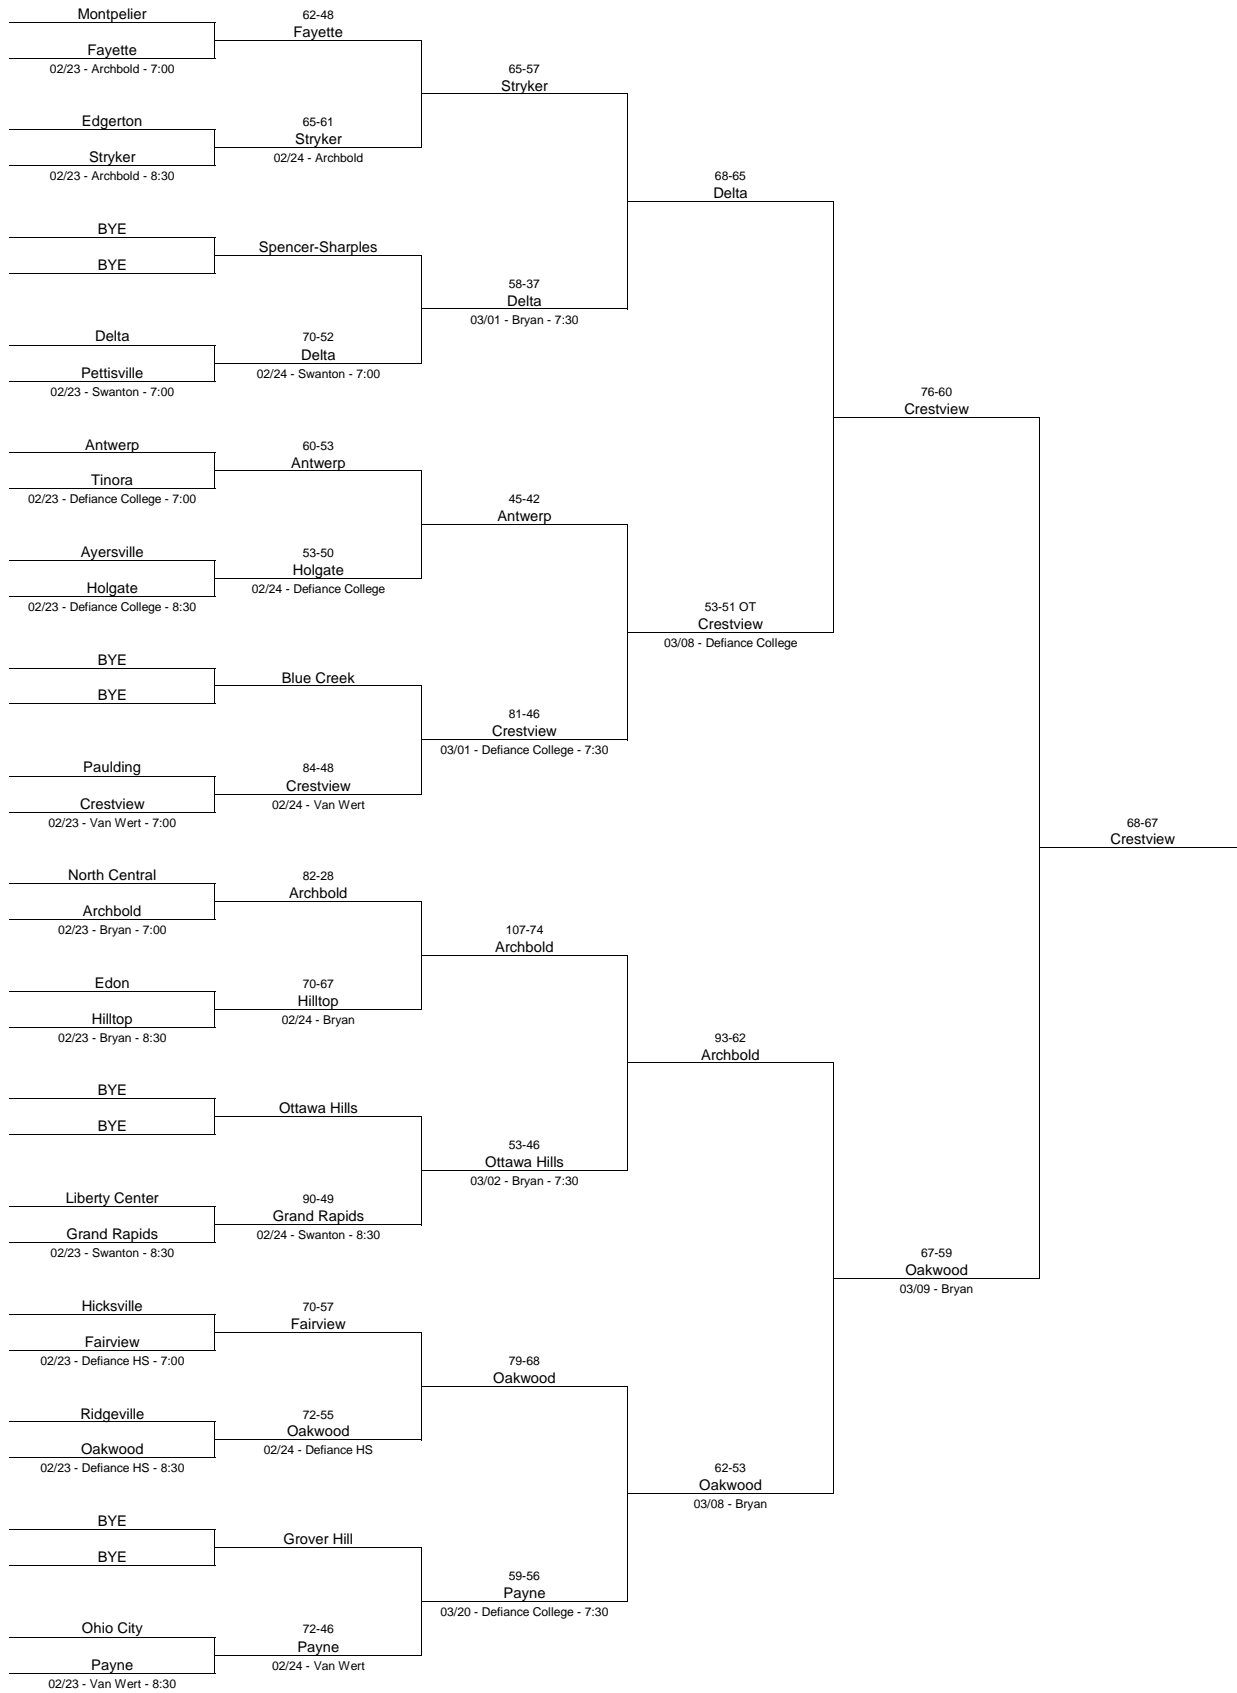 Montpelier
Fayette
02/23 - Archbold - 7:00
Edgerton
Stryker
02/23 - Archbold - 8:30
BYE
BYE
Delta
Pettisville
02/23 - Swanton - 7:00
Antwerp
Tinora
02/23 - Defiance College - 7:00
Ayersville
Holgate
02/23 - Defiance College - 8:30
BYE
BYE
Paulding
Crestview
02/23 - Van Wert - 7:00
North Central
Archbold
02/23 - Bryan - 7:00
Edon
Hilltop
02/23 - Bryan - 8:30
BYE
BYE
Liberty Center
Grand Rapids
02/23 - Swanton - 8:30
Hicksville
Fairview
02/23 - Defiance HS - 7:00
Ridgeville
Oakwood
02/23 - Defiance HS - 8:30
BYE
BYE
Ohio City
Payne
02/23 - Van Wert - 8:30
62-48
Fayette
65-61
Stryker
02/24 - Archbold
Spencer-Sharples
70-52
Delta
02/24 - Swanton - 7:00
60-53
Antwerp
53-50
Holgate
02/24 - Defiance College
Blue Creek
84-48
Crestview
02/24 - Van Wert
82-28
Archbold
70-67
Hilltop
02/24 - Bryan
Ottawa Hills
90-49
Grand Rapids
02/24 - Swanton - 8:30
70-57
Fairview
72-55
Oakwood
02/24 - Defiance HS
Grover Hill
72-46
Payne
02/24 - Van Wert
65-57
Stryker
58-37
Delta
03/01 - Bryan - 7:30
45-42
Antwerp
81-46
Crestview
03/01 - Defiance College - 7:30
107-74
Archbold
53-46
Ottawa Hills
03/02 - Bryan - 7:30
79-68
Oakwood
59-56
Payne
03/20 - Defiance College - 7:30
68-65
Delta
53-51 OT
Crestview
03/08 - Defiance College
93-62
Archbold
62-53
Oakwood
03/08 - Bryan
76-60
Crestview
67-59
Oakwood
03/09 - Bryan
68-67
Crestview